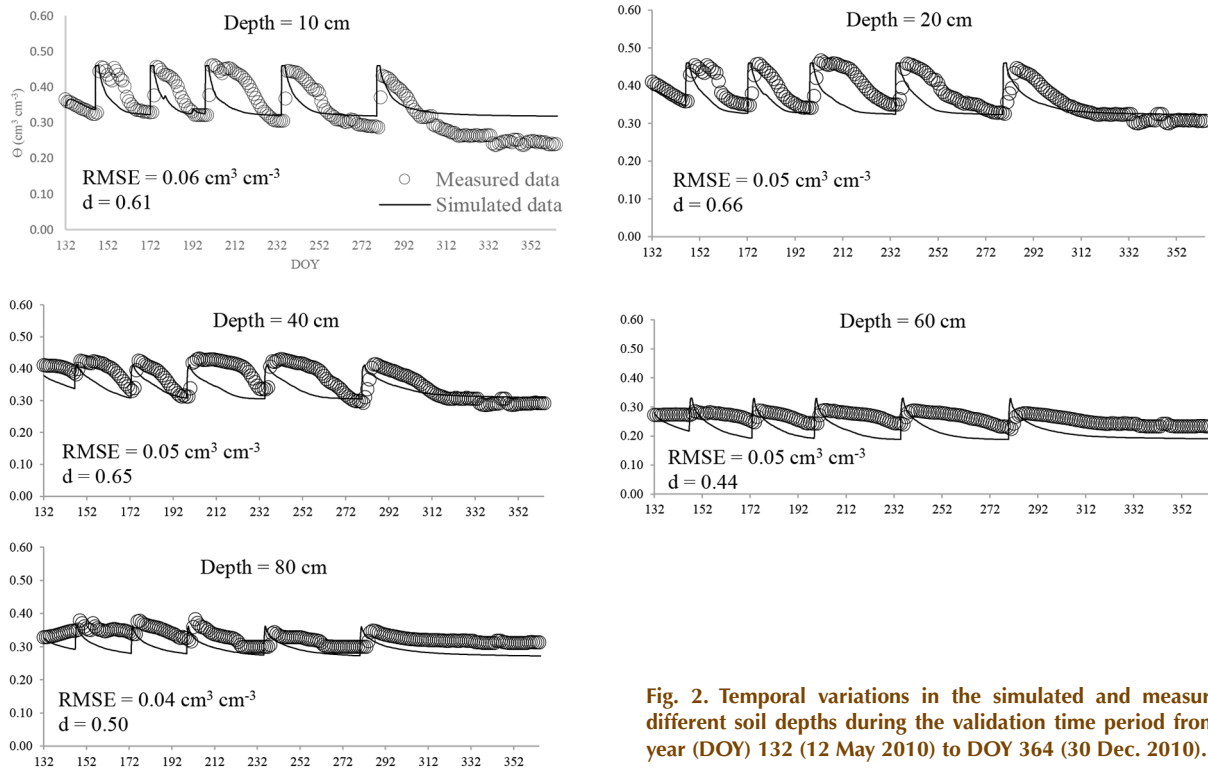 Depth = 10 cm
0.60
0.50
0.40
0.30
0.20
0.10
0.00
Θ (cm³ cm⁻³)
RMSE = 0.06 cm³ cm⁻³
d = 0.61
Measured data
Simulated data
132 152 172 192 212 232 252 272 292 312 332 352
DOY
Depth = 20 cm
0.60
0.50
0.40
0.30
0.20
0.10
0.00
RMSE = 0.05 cm³ cm⁻³
d = 0.66
132 152 172 192 212 232 252 272 292 312 332 352
Depth = 40 cm
0.60
0.50
0.40
0.30
0.20
0.10
0.00
RMSE = 0.05 cm³ cm⁻³
d = 0.65
132 152 172 192 212 232 252 272 292 312 332 352
Depth = 60 cm
0.60
0.50
0.40
0.30
0.20
0.10
0.00
RMSE = 0.05 cm³ cm⁻³
d = 0.44
132 152 172 192 212 232 252 272 292 312 332 352
Depth = 80 cm
0.60
0.50
0.40
0.30
0.20
0.10
0.00
RMSE = 0.04 cm³ cm⁻³
d = 0.50
132 152 172 192 212 232 252 272 292 312 332 352
Fig. 2. Temporal variations in the simulated and measur
different soil depths during the validation time period fron
year (DOY) 132 (12 May 2010) to DOY 364 (30 Dec. 2010).